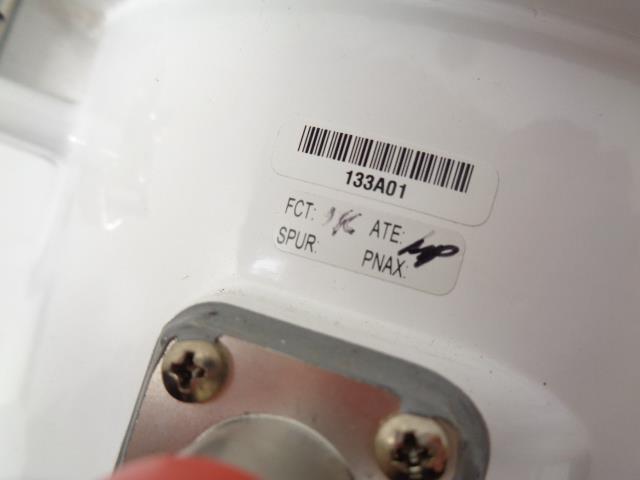 133A01
FCT: ATE:
SPUR: PNAX: